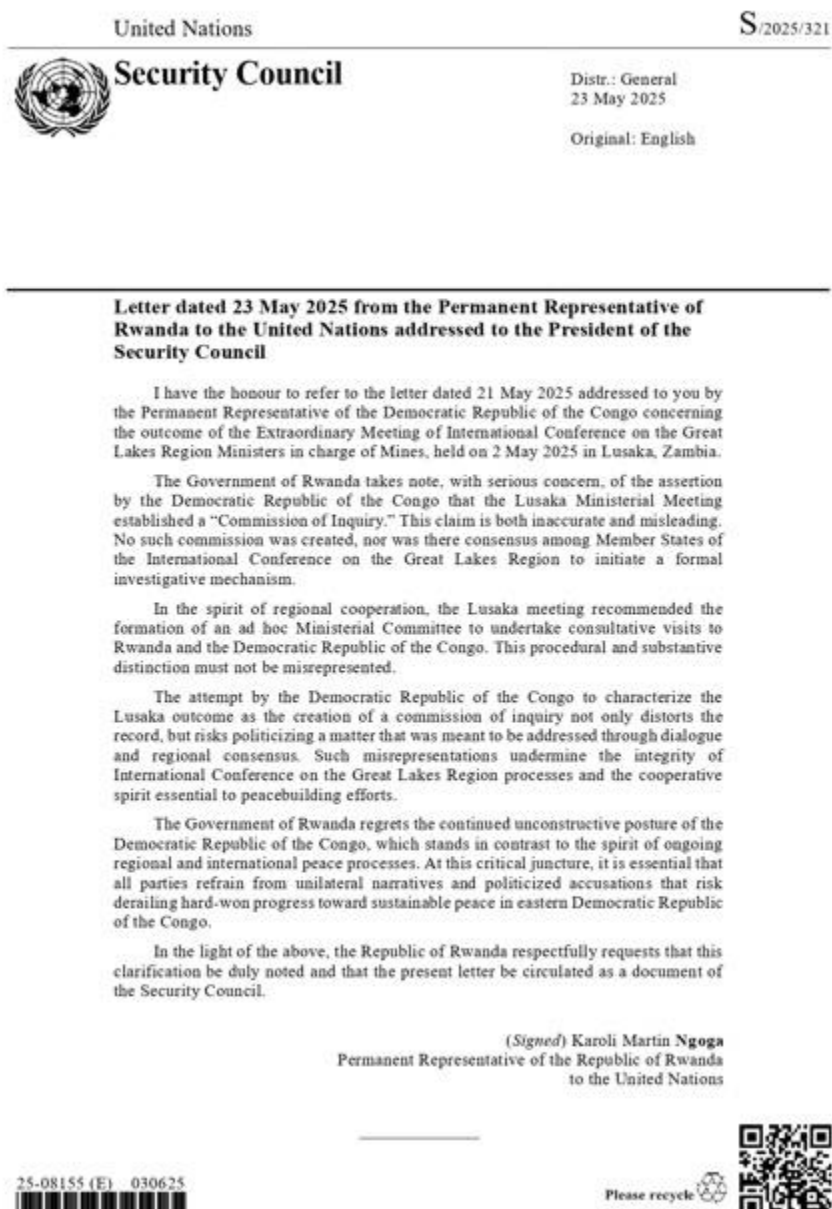 United Nations
S/2025/321
Security Council
Distr.: General
23 May 2025
Original: English
Letter dated 23 May 2025 from the Permanent Representative of
Rwanda to the United Nations addressed to the President of the
Security Council
I have the honour to refer to the letter dated 21 May 2025 addressed to you by
the Permanent Representative of the Democratic Republic of the Congo concerning
the outcome of the Extraordinary Meeting of International Conference on the Great
Lakes Region Ministers in charge of Mines, held on 2 May 2025 in Lusaka, Zambia.
The Government of Rwanda takes note, with serious concern, of the assertion
by the Democratic Republic of the Congo that the Lusaka Ministerial Meeting
established a “Commission of Inquiry.” This claim is both inaccurate and misleading.
No such commission was created, nor was there consensus among Member States of
the International Conference on the Great Lakes Region to initiate a formal
investigative mechanism.
In the spirit of regional cooperation, the Lusaka meeting recommended the
formation of an ad hoc Ministerial Committee to undertake consultative visits to
Rwanda and the Democratic Republic of the Congo. This procedural and substantive
distinction must not be misrepresented.
The attempt by the Democratic Republic of the Congo to characterize the
Lusaka outcome as the creation of a commission of inquiry not only distorts the
record, but risks politicizing a matter that was meant to be addressed through dialogue
and regional consensus. Such misrepresentations undermine the integrity of
International Conference on the Great Lakes Region processes and the cooperative
spirit essential to peacebuilding efforts.
The Government of Rwanda regrets the continued unconstructive posture of the
Democratic Republic of the Congo, which stands in contrast to the spirit of ongoing
regional and international peace processes. At this critical juncture, it is essential that
all parties refrain from unilateral narratives and politicized accusations that risk
derailing hard-won progress toward sustainable peace in eastern Democratic Republic
of the Congo.
In the light of the above, the Republic of Rwanda respectfully requests that this
clarification be duly noted and that the present letter be circulated as a document of
the Security Council.
(Signed) Karoli Martin Ngoga
Permanent Representative of the Republic of Rwanda
to the United Nations
25-08155 (E) 030625
Please recycle